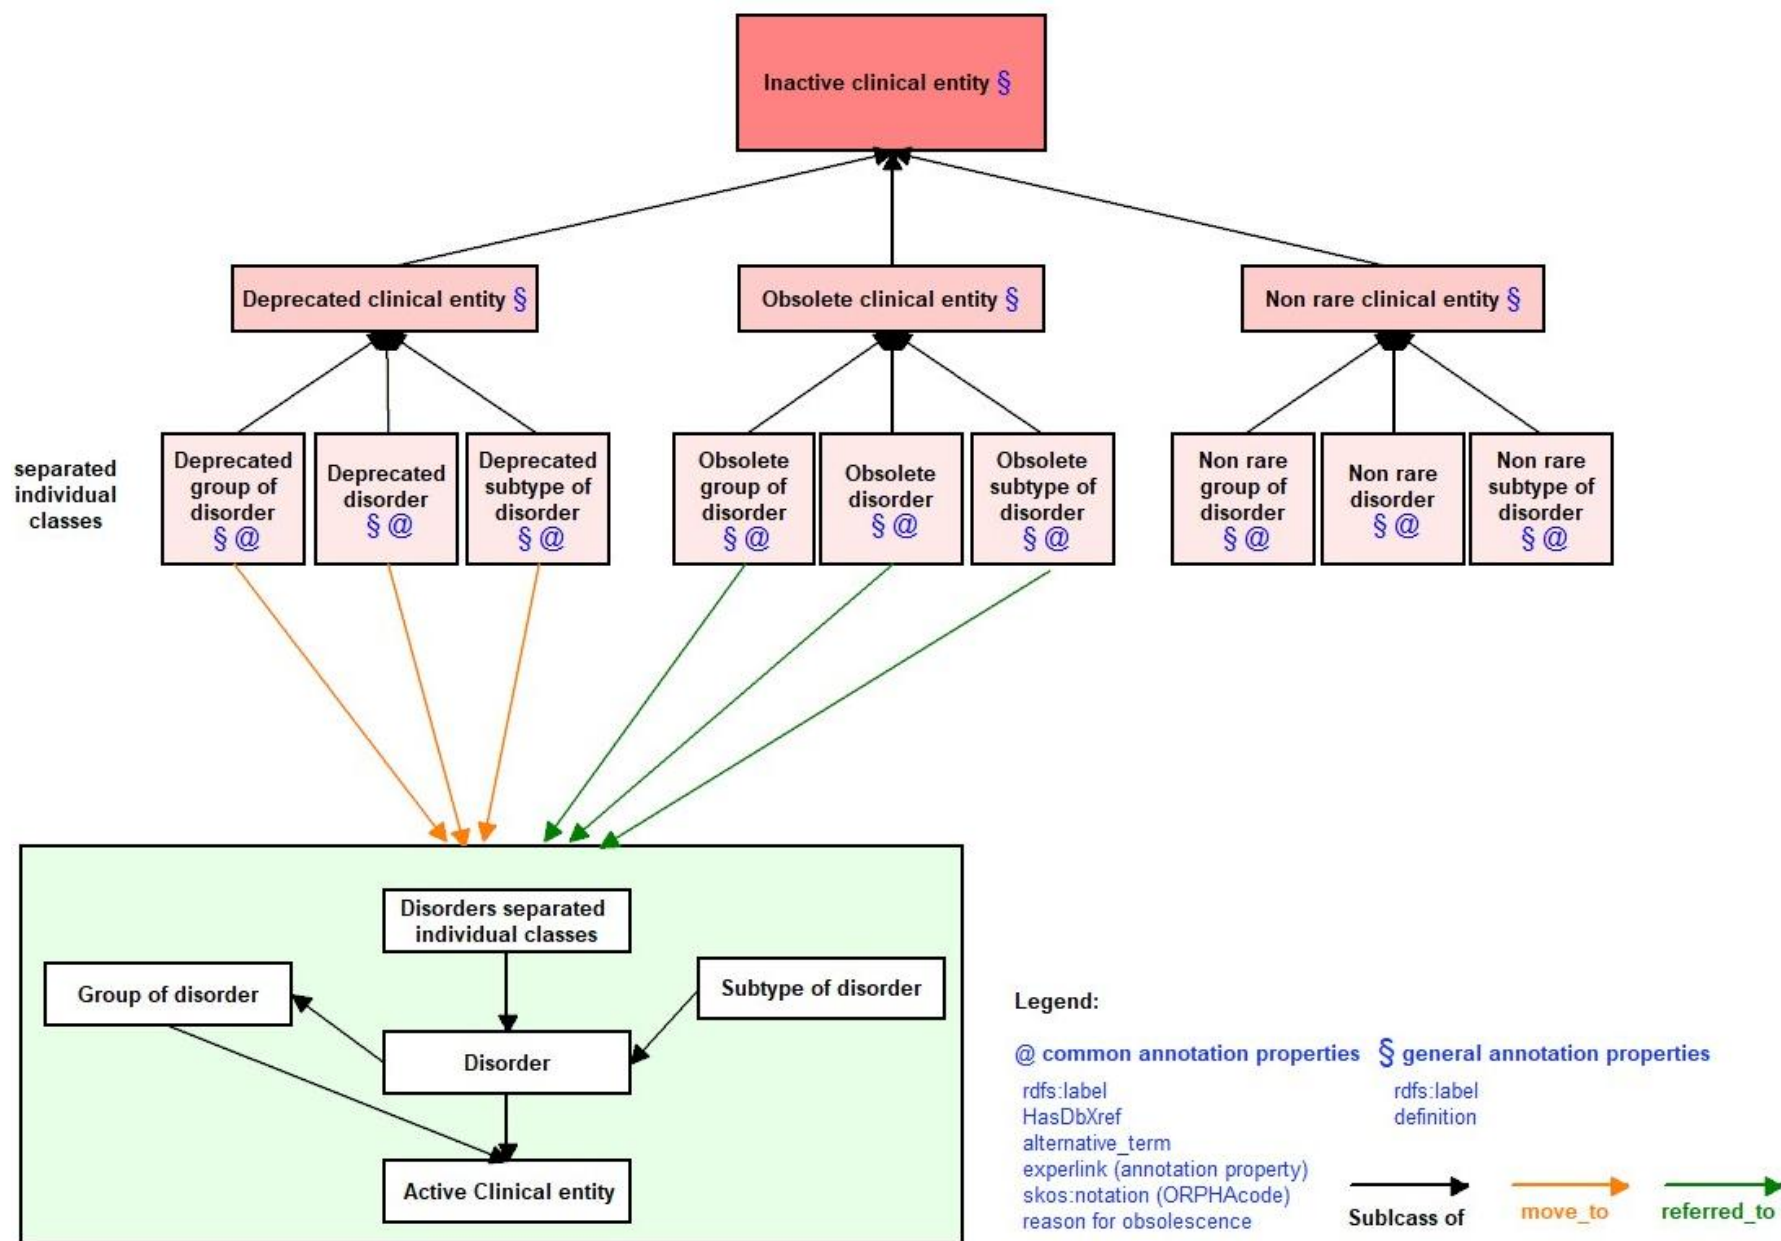 Inactive clinical entity §
Deprecated clinical entity §
Obsolete clinical entity §
Non rare clinical entity §
separated
individual
classes
Deprecated
group of
disorder
§ @
Deprecated
disorder
§ @
Deprecated
subtype of
disorder
§ @
Obsolete
group of
disorder
§ @
Obsolete
disorder
§ @
Obsolete
subtype of
disorder
§ @
Non rare
group of
disorder
§ @
Non rare
disorder
§ @
Non rare
subtype of
disorder
§ @
Disorders separated
individual classes
Group of disorder
Subtype of disorder
Disorder
Active Clinical entity
Legend:
@ common annotation properties
rdfs:label
HasDbXref
alternative_term
experlink (annotation property)
skos:notation (ORPHAcode)
reason for obsolescence
§ general annotation properties
rdfs:label
definition
Sublcass of
move_to
referred_to